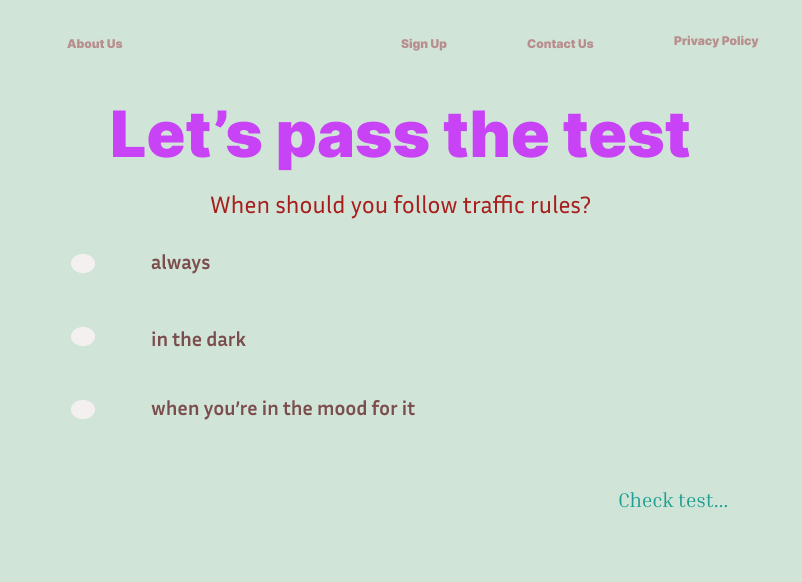 About Us Sign Up Contact Us Privacy Policy
Let’s pass the test
When should you follow traffic rules?
always
in the dark
when you’re in the mood for it
Check test...